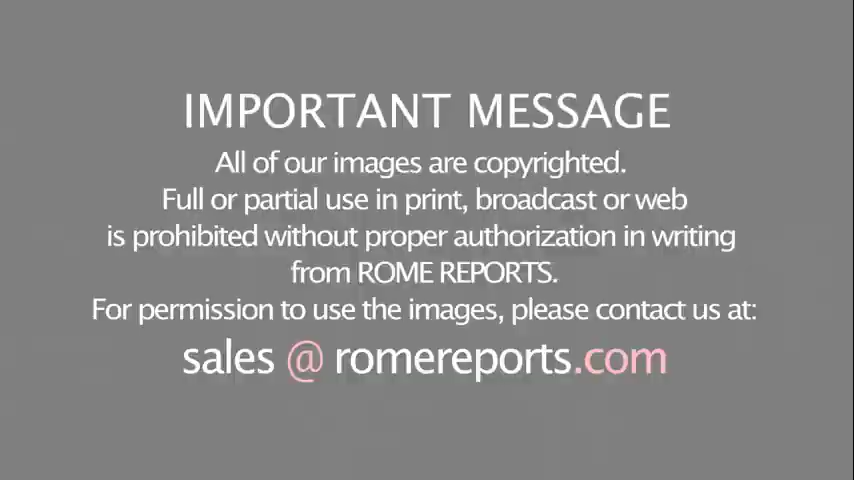 IMPORTANT MESSAGE
All of our images are copyrighted.
Full or partial use in print, broadcast or web
is prohibited without proper authorization in writing
from ROME REPORTS.
For permission to use the images, please contact us at:
sales @ romereports.com